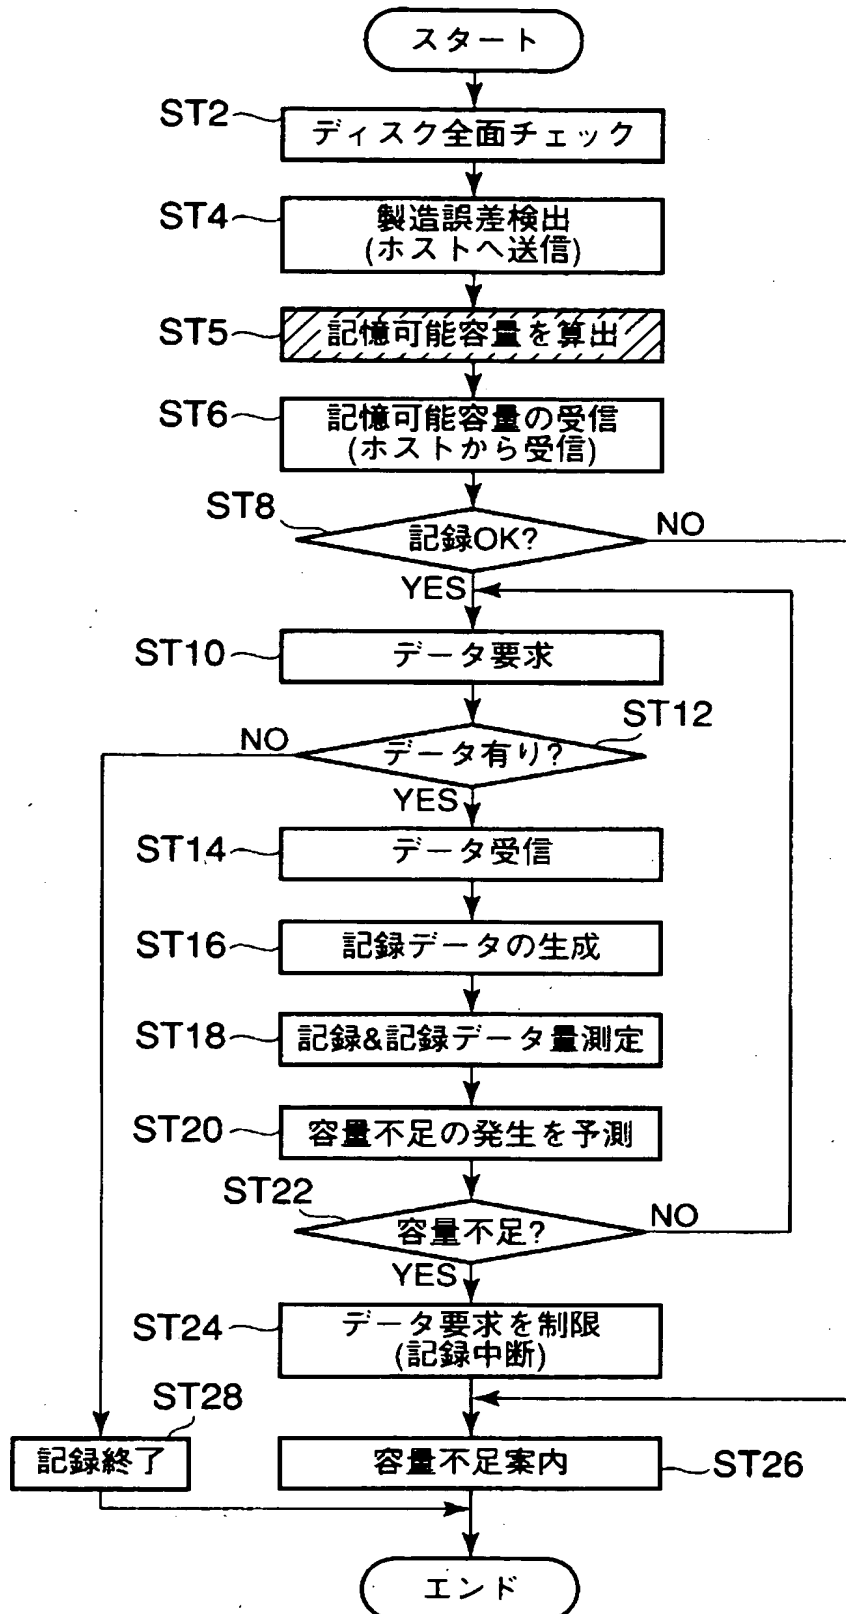 スタート
ST2
ディスク全面チェック
ST4
製造誤差検出
(ホストへ送信)
ST5
記憶可能容量を算出
ST6
記憶可能容量の受信
(ホストから受信)
ST8
記録OK?
NO
YES
ST10
データ要求
ST12
データ有り?
NO
YES
ST14
データ受信
ST16
記録データの生成
ST18
記録&記録データ量測定
ST20
容量不足の発生を予測
ST22
容量不足?
NO
YES
ST24
データ要求を制限
(記録中断)
ST28
記録終了
容量不足案内
ST26
エンド